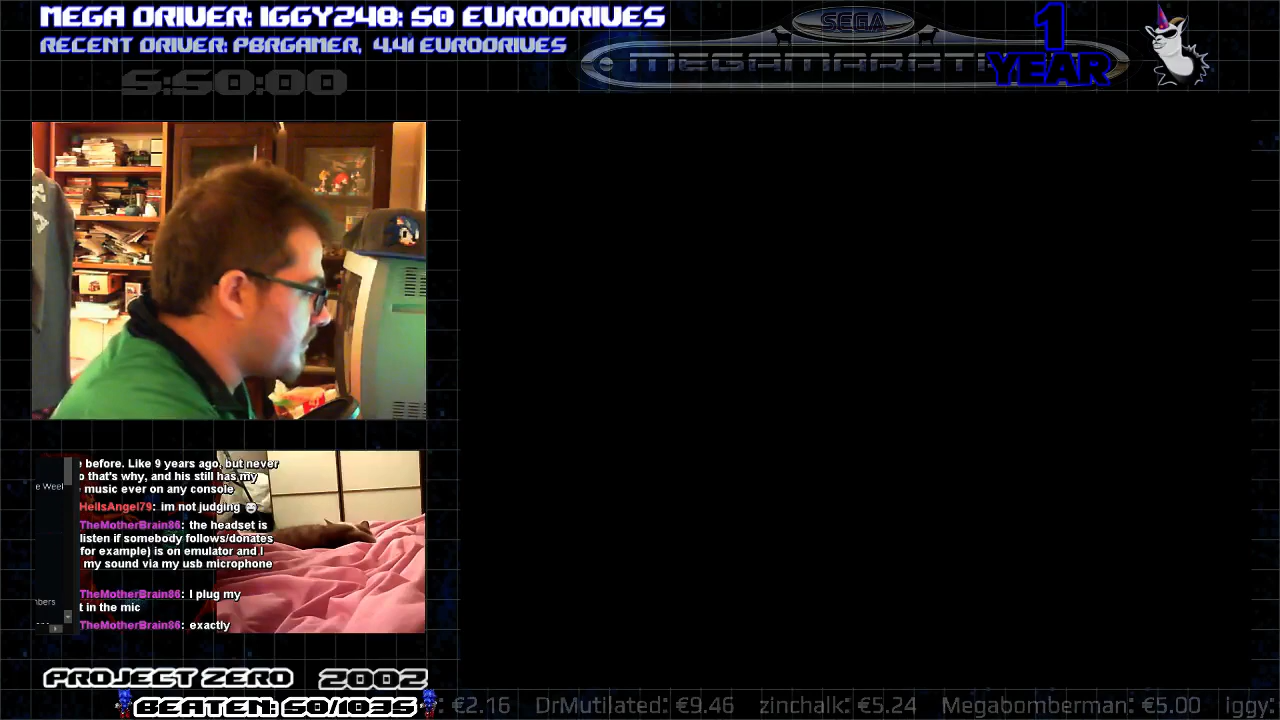 MEGA DRIVER: IGGY248: 50 EURODRIVES
RECENT DRIVER: PBRGAMER, 4.41 EURODRIVES
5:50:00
SEGA
MEGAMARAT
1
YEAR
e before. Like 9 years ago, but never
that's why, and his still has my
e Week
music ever on any console
HellsAngel79: im not judging
TheMotherBrain86: the headset is
listen if somebody follows/donates
for example) is on emulator and I
my sound via my usb microphone
TheMotherBrain86: I plug my
nbers
t in the mic
TheMotherBrain86: exactly
PROJECT ZERO 2002
BEATEN: 50/1035
: €2.16 DrMutilated: €9.46 zinchalk: €5.24 Megabomberman: €5.00 iggy: